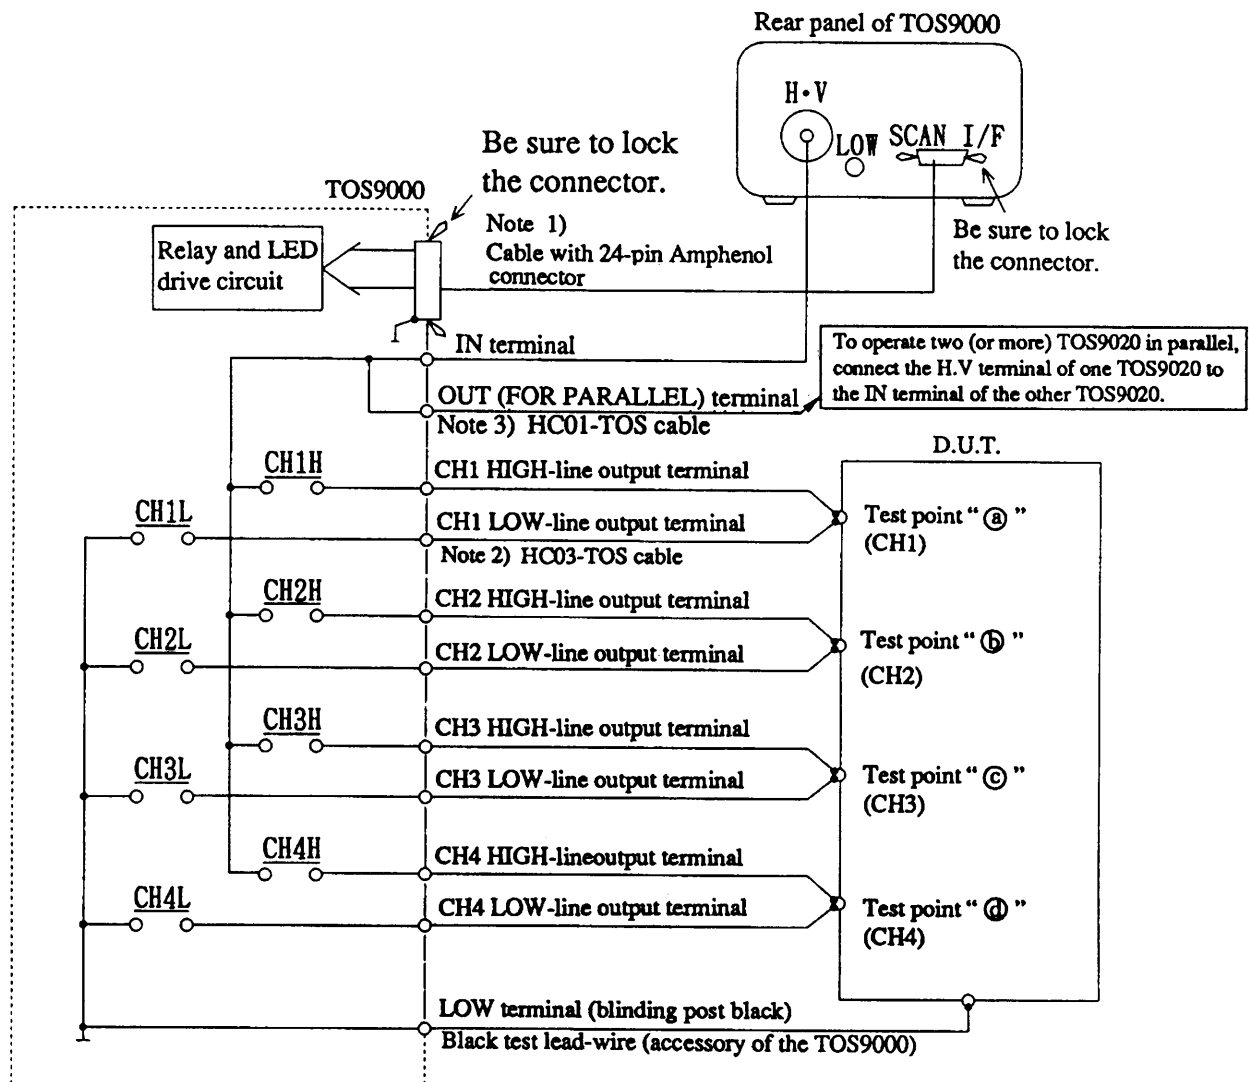 Rear panel of TOS9000
H•V
LOW
SCAN I/F
Be sure to lock
the connector.
Be sure to lock
the connector.
TOS9000
Relay and LED
drive circuit
Note 1)
Cable with 24-pin Amphenol
connector
IN terminal
To operate two (or more) TOS9020 in parallel,
connect the H.V terminal of one TOS9020 to
the IN terminal of the other TOS9020.
OUT (FOR PARALLEL) terminal
Note 3) HC01-TOS cable
D.U.T.
CH1H
CH1 HIGH-line output terminal
CH1L
CH1 LOW-line output terminal
Note 2) HC03-TOS cable
Test point “ ⓐ ”
(CH1)
CH2H
CH2 HIGH-line output terminal
CH2L
CH2 LOW-line output terminal
Test point “ ⓑ ”
(CH2)
CH3H
CH3 HIGH-line output terminal
CH3L
CH3 LOW-line output terminal
Test point “ ⓒ ”
(CH3)
CH4H
CH4 HIGH-lineoutput terminal
CH4L
CH4 LOW-line output terminal
Test point “ ⓓ ”
(CH4)
LOW terminal (blinding post black)
Black test lead-wire (accessory of the TOS9000)